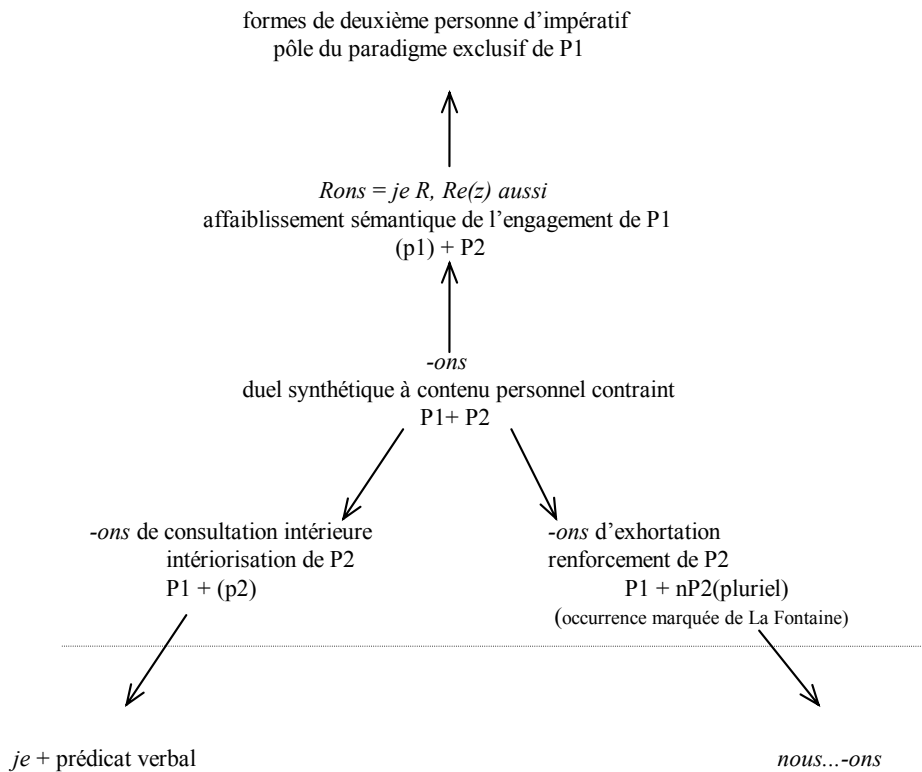 formes de deuxième personne d’impératif
pôle du paradigme exclusif de P1
Rons = je R, Re(z) aussi
affaiblissement sémantique de l’engagement de P1
(p1) + P2
-ons
duel synthétique à contenu personnel contraint
P1+ P2
-ons de consultation intérieure
intériorisation de P2
P1 + (p2)
-ons d’exhortation
renforcement de P2
P1 + nP2(pluriel)
(occurrence marquée de La Fontaine)
je + prédicat verbal
nous...-ons